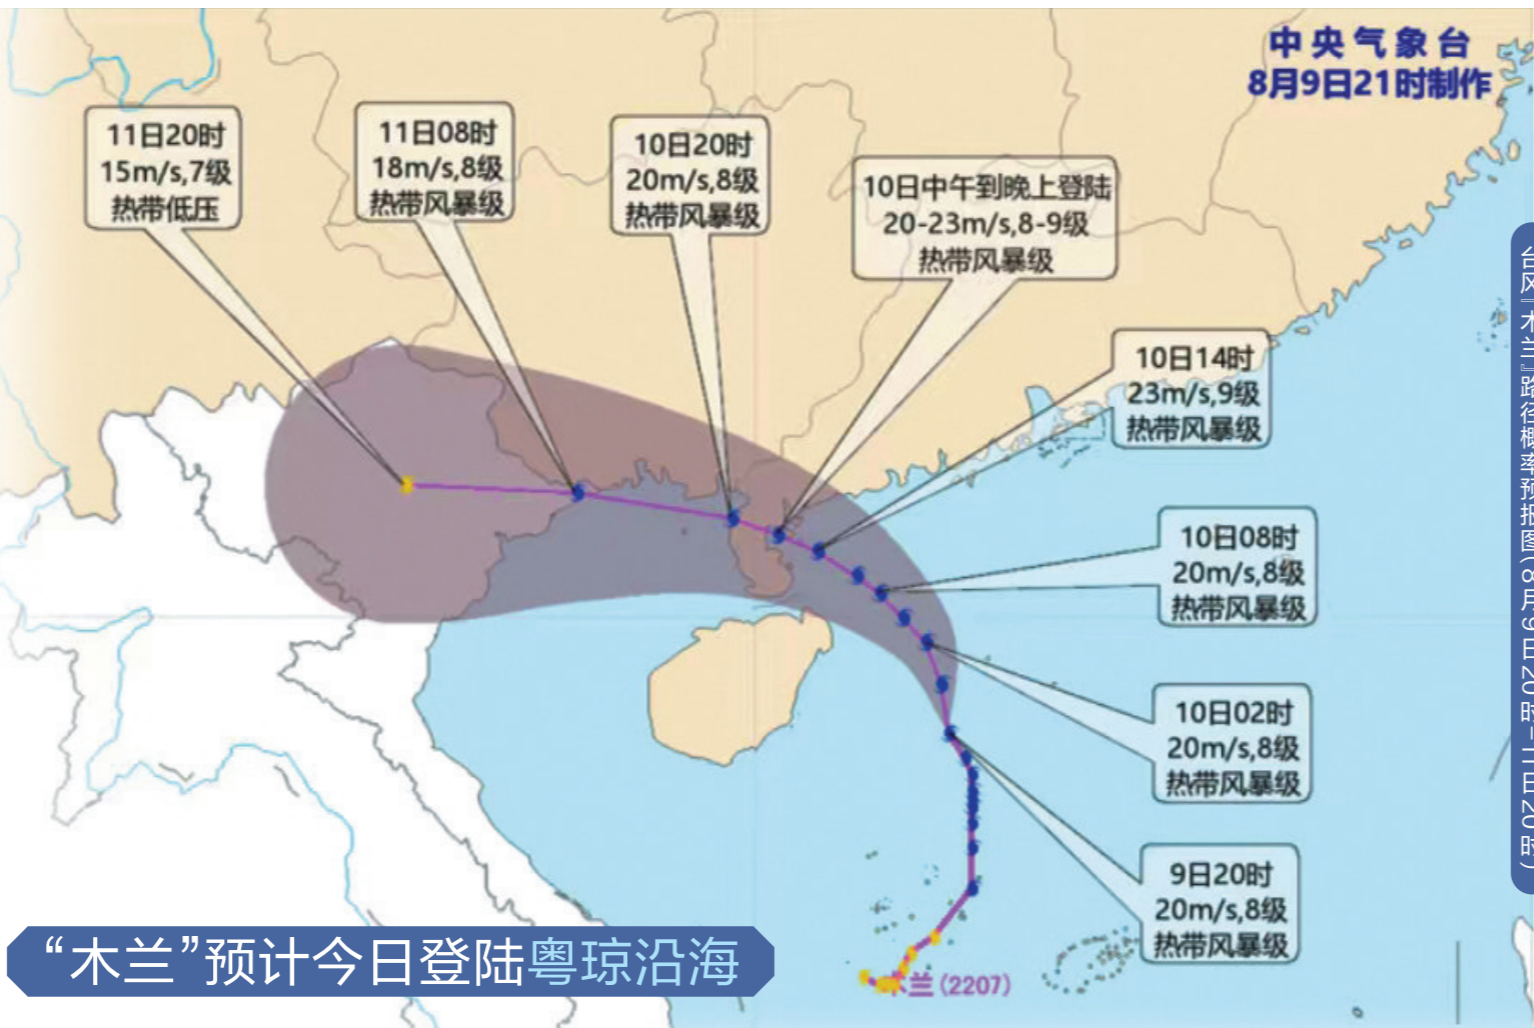 中央气象台
8月9日21时制作
11日20时
15m/s,7级
热带低压
11日08时
18m/s,8级
热带风暴级
10日20时
20m/s,8级
热带风暴级
10日中午到晚上登陆
20-23m/s,8-9级
热带风暴级
10日14时
23m/s,9级
热带风暴级
10日08时
20m/s,8级
热带风暴级
10日02时
20m/s,8级
热带风暴级
9日20时
20m/s,8级
热带风暴级
兰(2207)
“木兰”预计今日登陆粤琼沿海
台风『木兰』路径概率预报图(8月9日20时-11日20时)